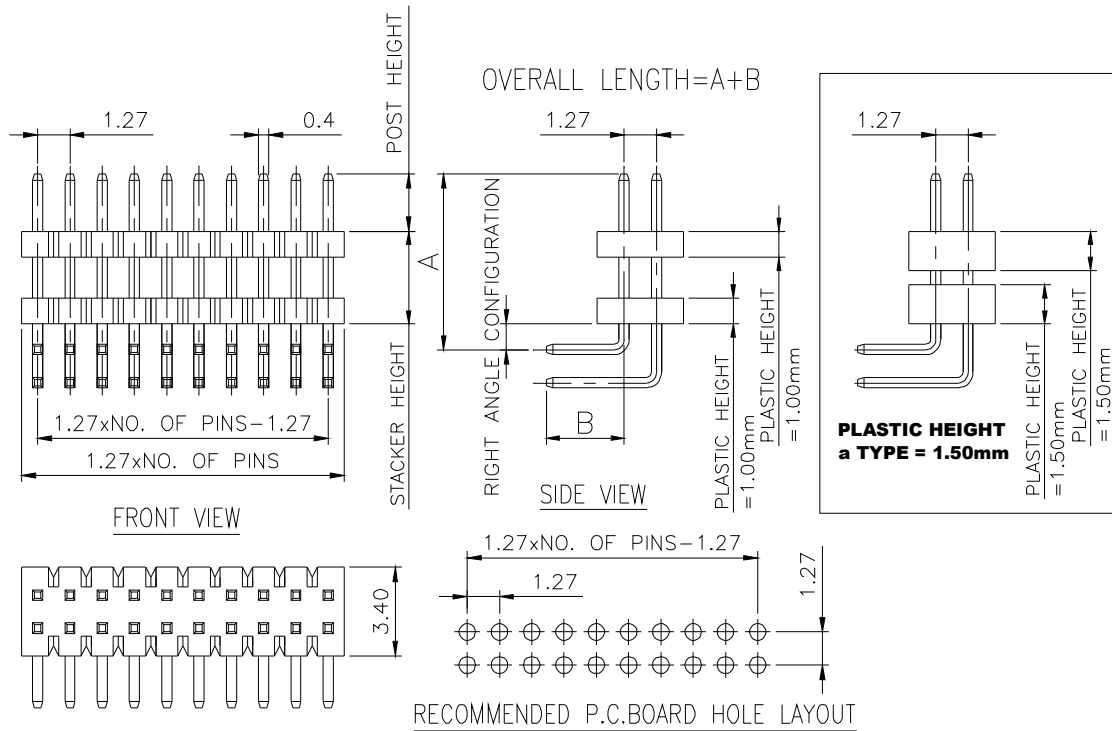 OVERALL LENGTH=A+B
1.27
0.4
POST HEIGHT
STACKER HEIGHT
1.27xNO. OF PINS-1.27
1.27xNO. OF PINS
FRONT VIEW
1.27
A
RIGHT ANGLE CONFIGURATION
B
PLASTIC HEIGHT
=1.00mm
PLASTIC HEIGHT
=1.00mm
SIDE VIEW
1.27
PLASTIC HEIGHT
a TYPE = 1.50mm
PLASTIC HEIGHT
=1.50mm
PLASTIC HEIGHT
=1.50mm
3.40
1.27xNO. OF PINS-1.27
1.27
1.27
RECOMMENDED P.C.BOARD HOLE LAYOUT